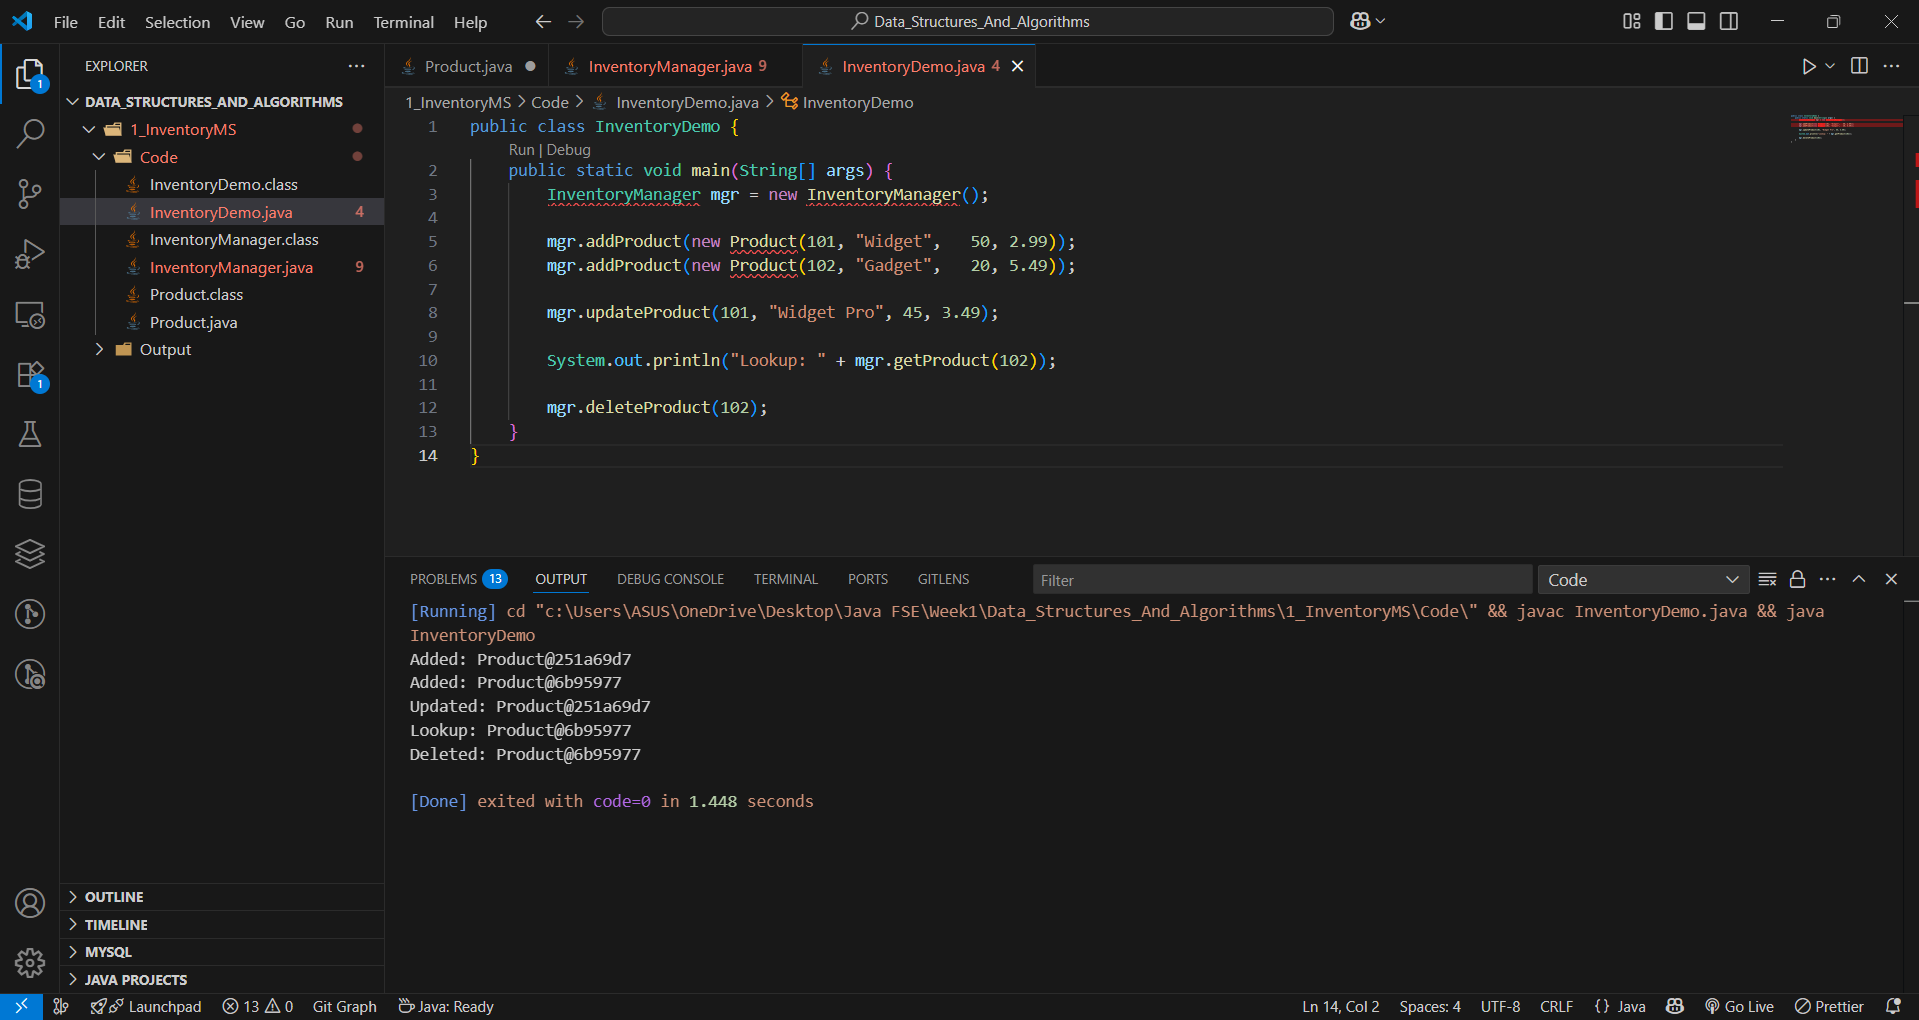 File Edit Selection View Go Run Terminal Help
Data_Structures_And_Algorithms
EXPLORER
DATA_STRUCTURES_AND_ALGORITHMS
1_InventoryMS
Code
InventoryDemo.class
InventoryDemo.java 4
InventoryManager.class
InventoryManager.java 9
Product.class
Product.java
Output
OUTLINE
TIMELINE
MYSQL
JAVA PROJECTS
1
1
Product.java InventoryManager.java 9 InventoryDemo.java 4
1_InventoryMS > Code > InventoryDemo.java > InventoryDemo
1 public class InventoryDemo {
Run | Debug
2 public static void main(String[] args) {
3 InventoryManager mgr = new InventoryManager();
4
5 mgr.addProduct(new Product(101, "Widget", 50, 2.99));
6 mgr.addProduct(new Product(102, "Gadget", 20, 5.49));
7
8 mgr.updateProduct(101, "Widget Pro", 45, 3.49);
9
10 System.out.println("Lookup: " + mgr.getProduct(102));
11
12 mgr.deleteProduct(102);
13 }
14 }
PROBLEMS 13 OUTPUT DEBUG CONSOLE TERMINAL PORTS GITLENS Filter Code
[Running] cd "c:\Users\ASUS\OneDrive\Desktop\Java FSE\Week1\Data_Structures_And_Algorithms\1_InventoryMS\Code\" && javac InventoryDemo.java && java
InventoryDemo
Added: Product@251a69d7
Added: Product@6b95977
Updated: Product@251a69d7
Lookup: Product@6b95977
Deleted: Product@6b95977
[Done] exited with code=0 in 1.448 seconds
Launchpad 13 0 Git Graph Java: Ready Ln 14, Col 2 Spaces: 4 UTF-8 CRLF {} Java Go Live Prettier